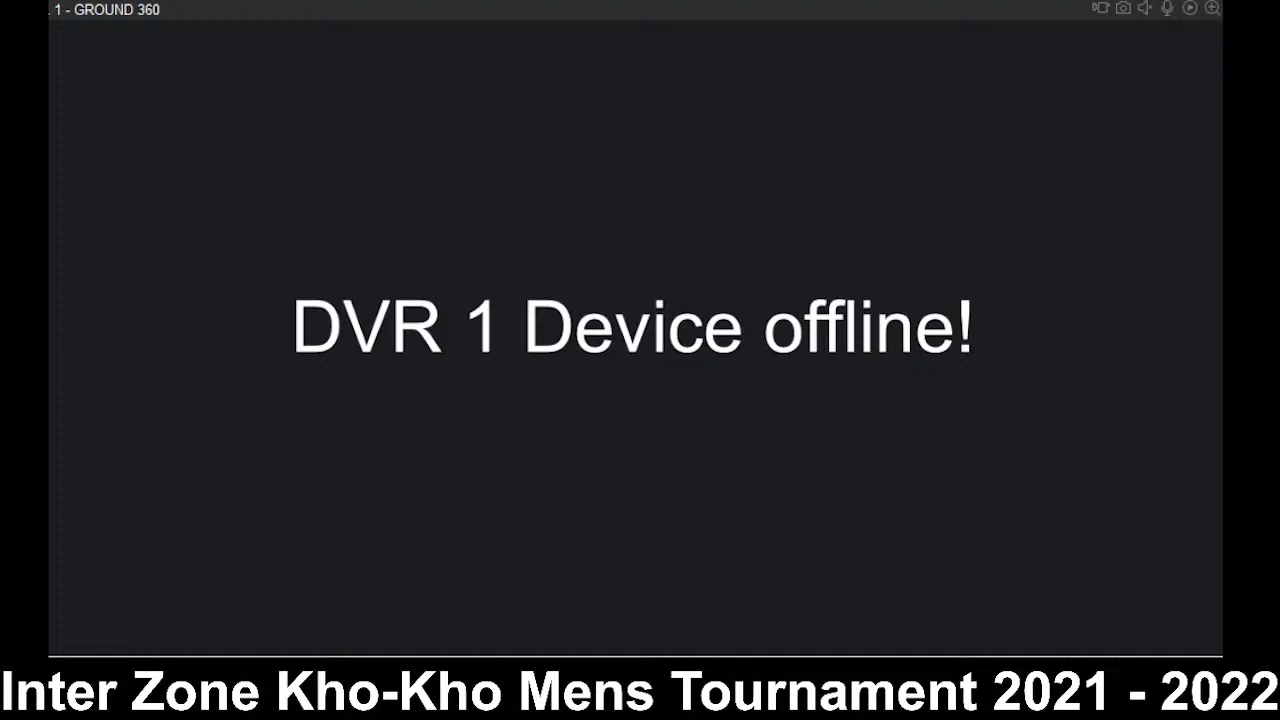 . 1 - GROUND 360
DVR 1 Device offline!
Inter Zone Kho-Kho Mens Tournament 2021 - 2022